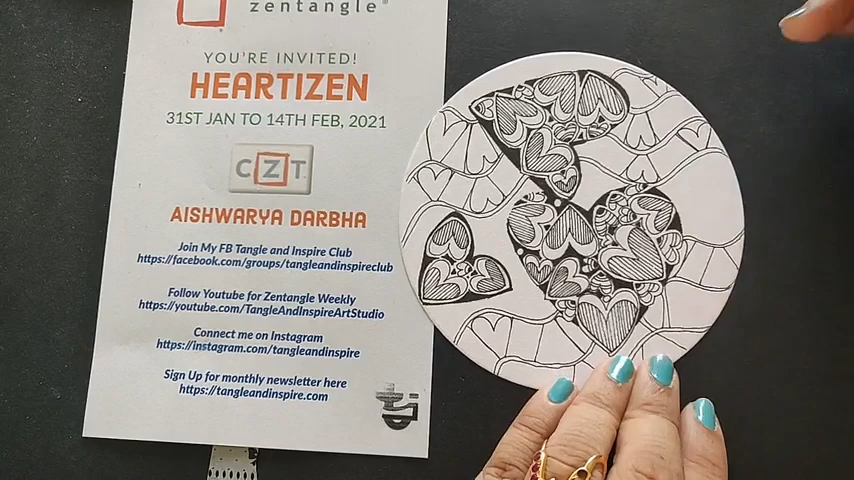 zentangle®
YOU'RE INVITED!
HEARTIZEN
31ST JAN TO 14TH FEB, 2021
CZT
AISHWARYA DARBHA
Join My FB Tangle and Inspire Club
https://facebook.com/groups/tangleandinspireclub
Follow Youtube for Zentangle Weekly
https://youtube.com/TangleAndInspireArtStudio
Connect me on Instagram
https://instagram.com/tangleandinspire
Sign Up for monthly newsletter here
https://tangleandinspire.com